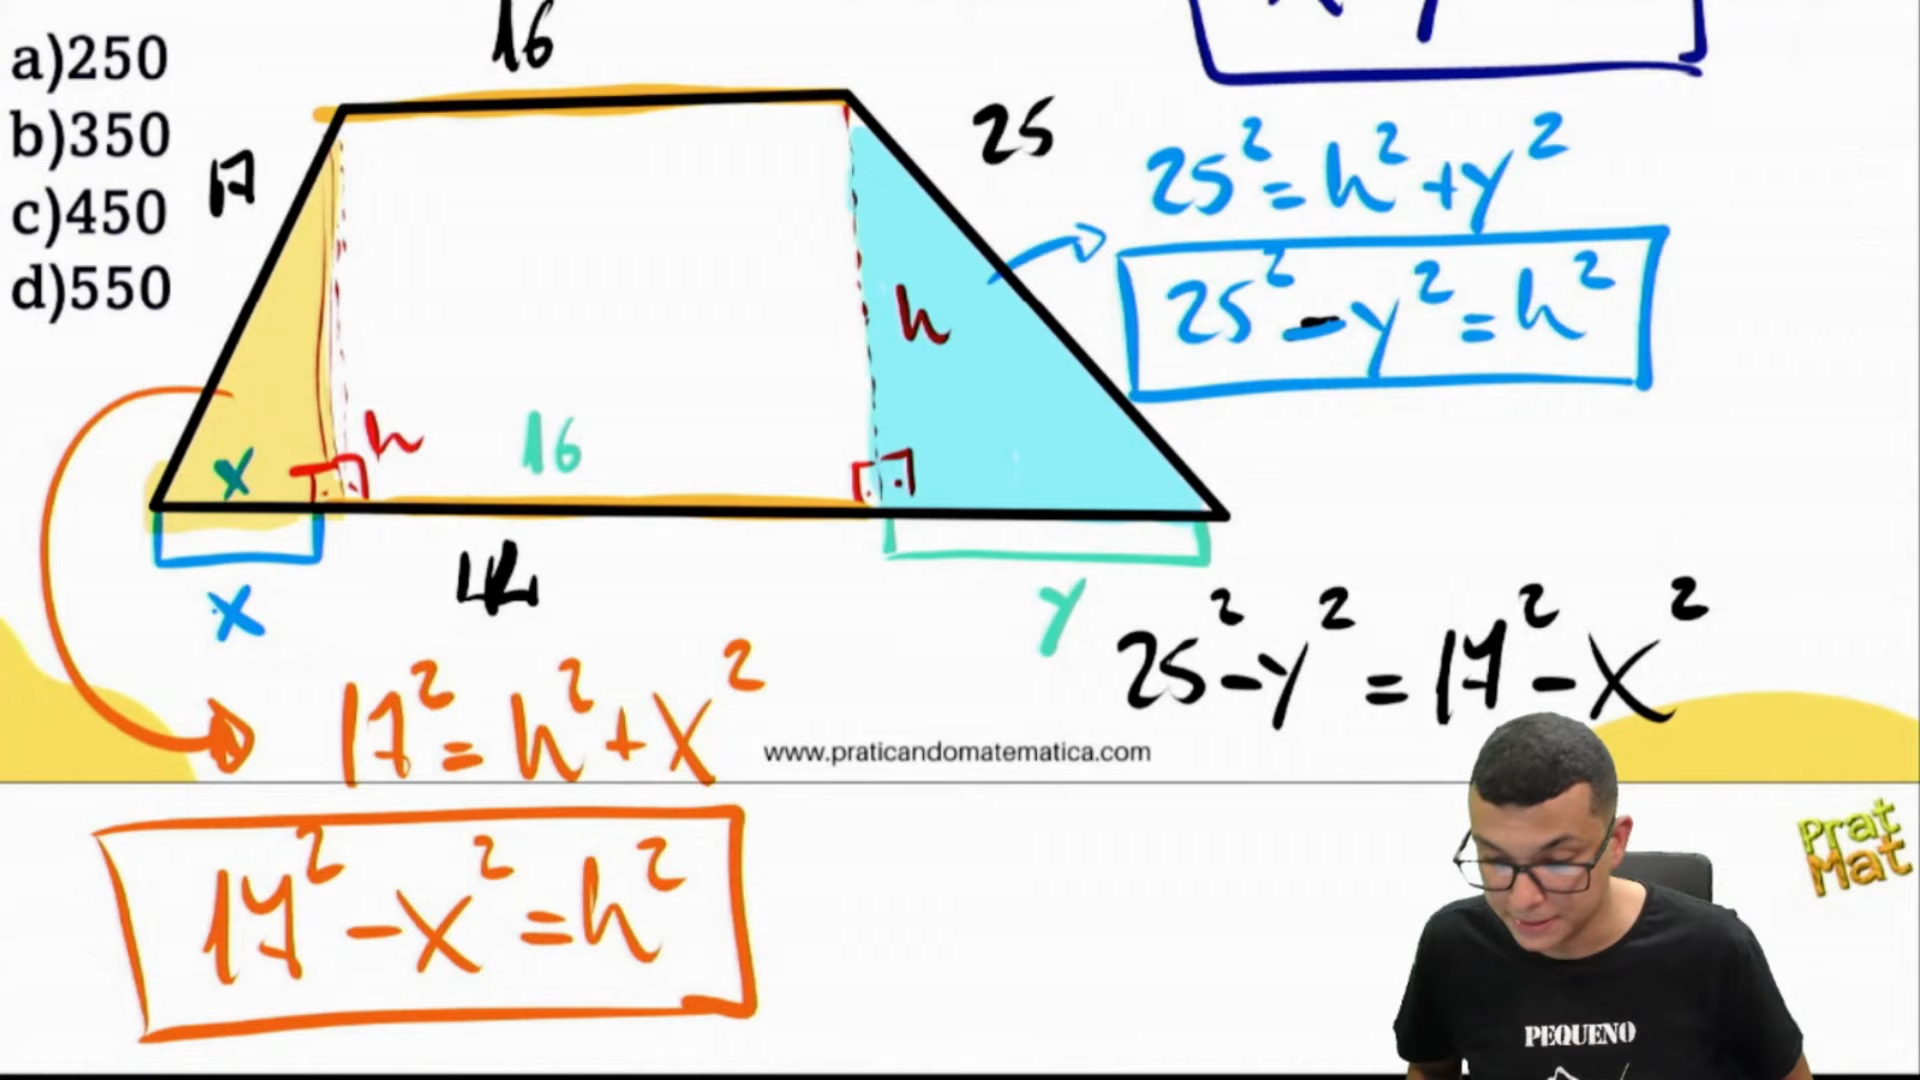 a)250
b)350
c)450
d)550
16
17
25
25² = h² + y²
25² - y² = h²
h
h
16
x
44
x
y
25² - y² = 17² - x²
17² = h² + x²
www.praticandomatematica.com
17² - x² = h²
Prat
Mat
PEQUENO